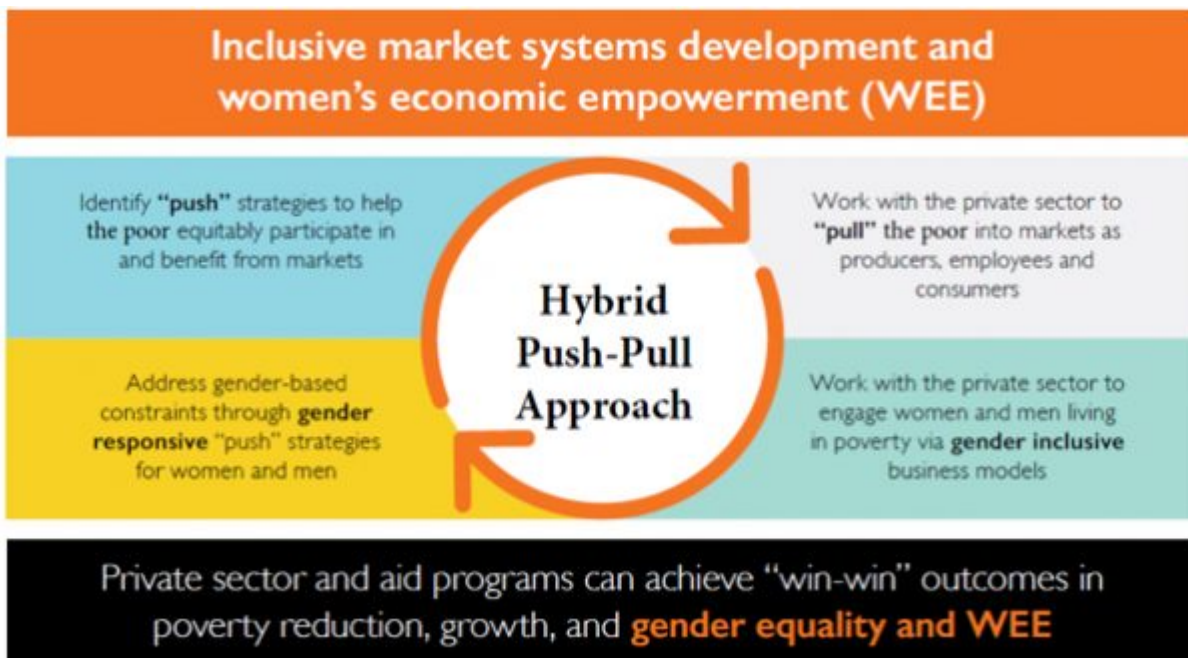 Inclusive market systems development and
women's economic empowerment (WEE)
Identify “push” strategies to help
the poor equitably participate in
and benefit from markets
Work with the private sector to
“pull” the poor into markets as
producers, employees and
consumers
Hybrid
Push-Pull
Approach
Address gender-based
constraints through gender
responsive “push” strategies
for women and men
Work with the private sector to
engage women and men living
in poverty via gender inclusive
business models
Private sector and aid programs can achieve “win-win” outcomes in
poverty reduction, growth, and gender equality and WEE